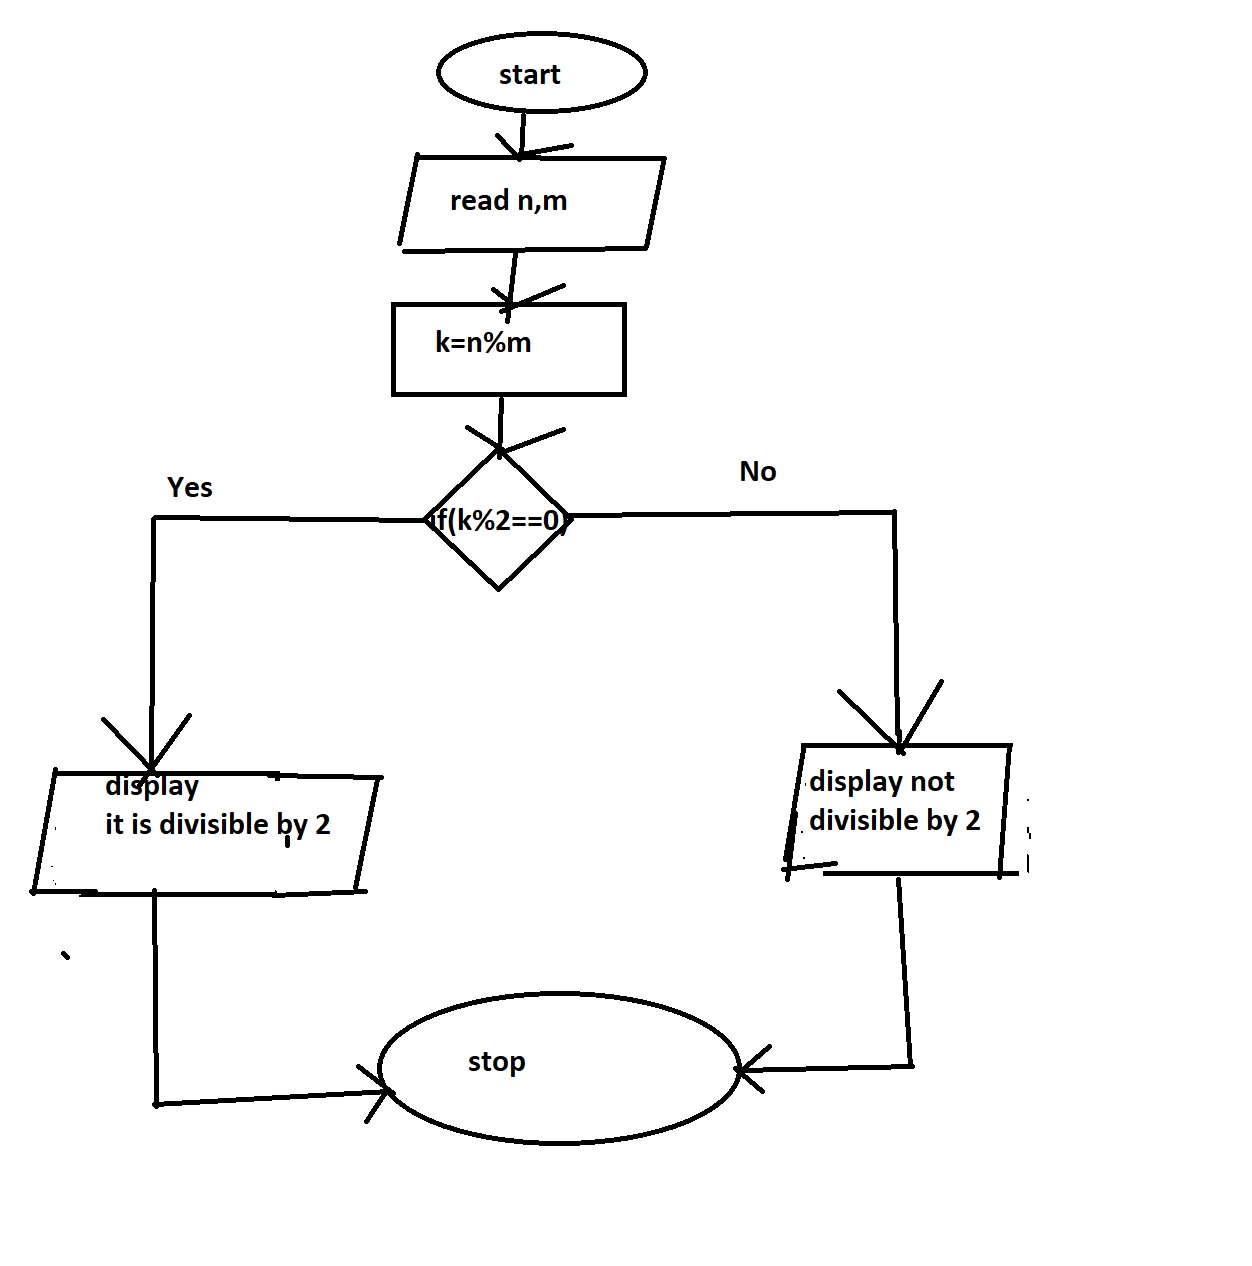 start
read n,m
k=n%m
Yes
No
if(k%2==0)
display
it is divisible by 2
display not
divisible by 2
stop